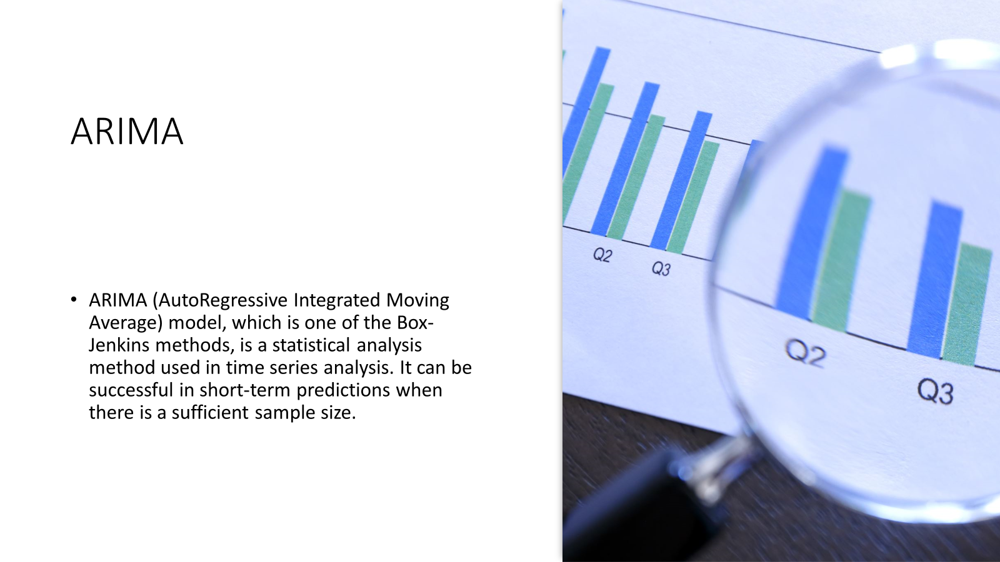 ARIMA
• ARIMA (AutoRegressive Integrated Moving
Average) model, which is one of the Box-
Jenkins methods, is a statistical analysis
method used in time series analysis. It can be
successful in short-term predictions when
there is a sufficient sample size.
Q2
Q3
Q2
Q3